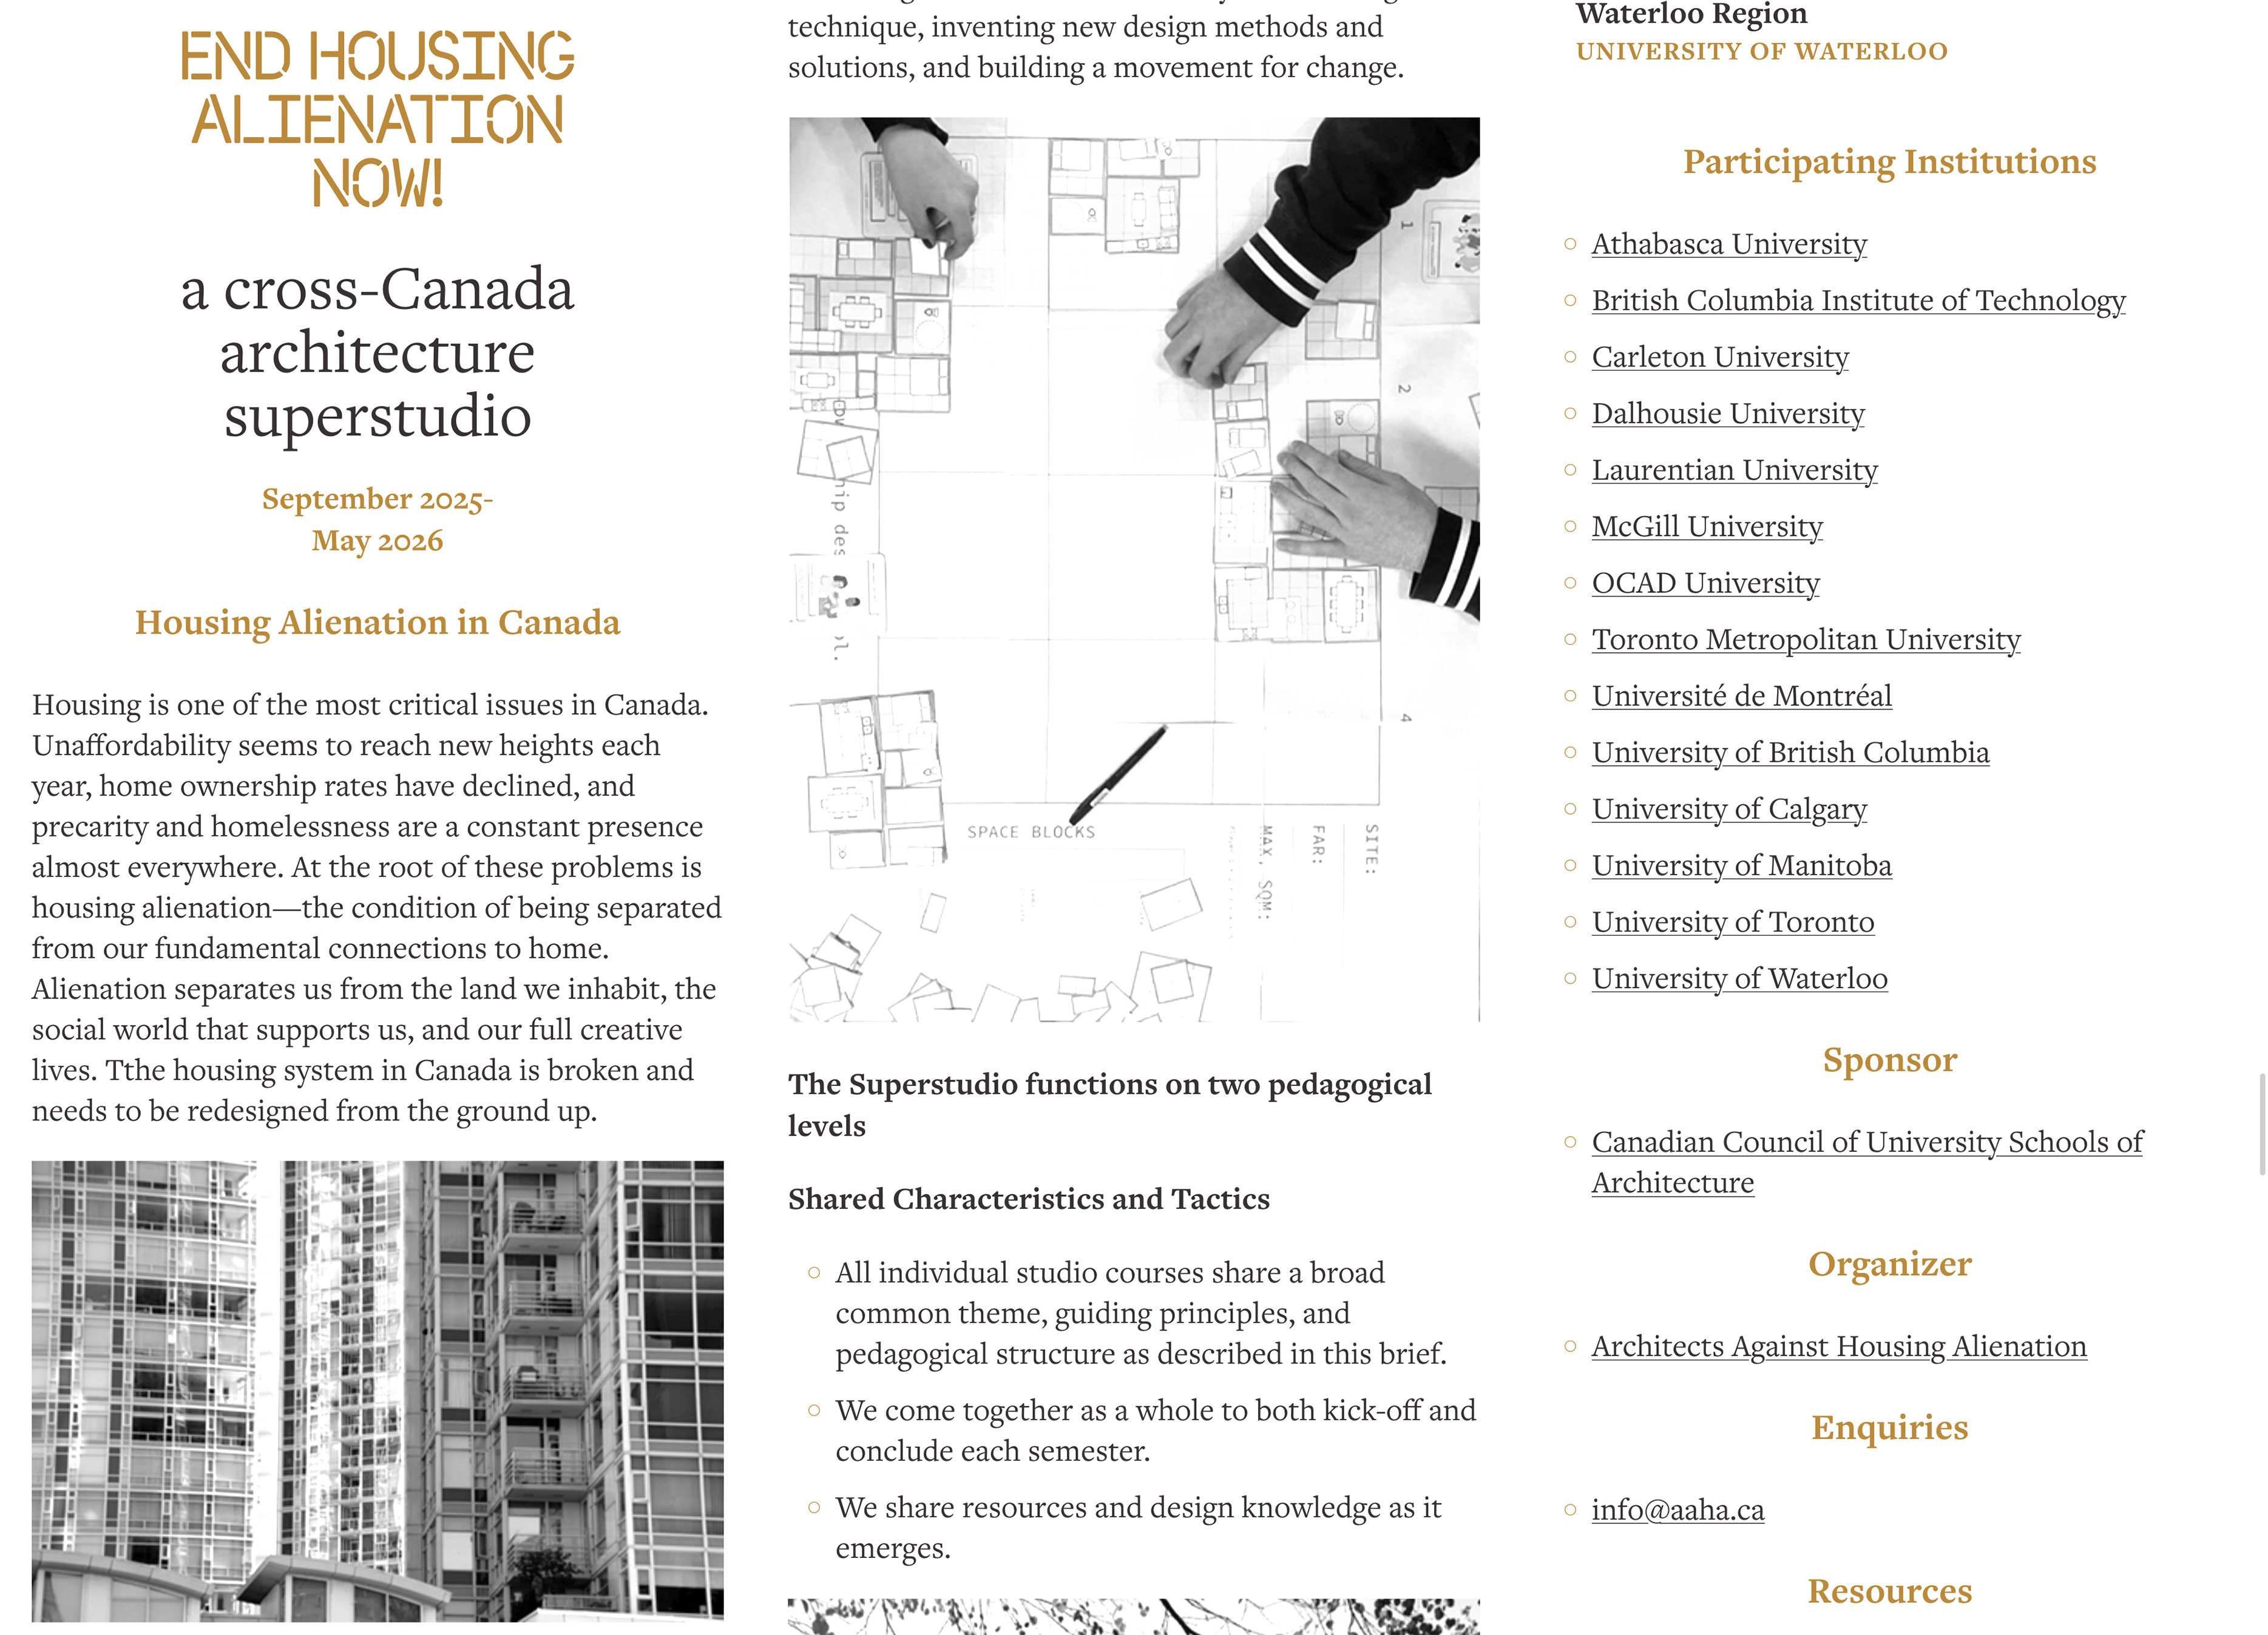 END HOUSING
ALIENATION
NOW!
a cross-Canada
architecture
superstudio
September 2025-
May 2026
Housing Alienation in Canada
Housing is one of the most critical issues in Canada.
Unaffordability seems to reach new heights each
year, home ownership rates have declined, and
precarity and homelessness are a constant presence
almost everywhere. At the root of these problems is
housing alienation—the condition of being separated
from our fundamental connections to home.
Alienation separates us from the land we inhabit, the
social world that supports us, and our full creative
lives. Tthe housing system in Canada is broken and
needs to be redesigned from the ground up.
technique, inventing new design methods and
solutions, and building a movement for change.
1
2
4
SPACE BLOCKS
MAX. SQM:
FAR:
SITE:
The Superstudio functions on two pedagogical
levels
Shared Characteristics and Tactics
All individual studio courses share a broad
common theme, guiding principles, and
pedagogical structure as described in this brief.
We come together as a whole to both kick-off and
conclude each semester.
We share resources and design knowledge as it
emerges.
Waterloo Region
UNIVERSITY OF WATERLOO
Participating Institutions
Athabasca University
British Columbia Institute of Technology
Carleton University
Dalhousie University
Laurentian University
McGill University
OCAD University
Toronto Metropolitan University
Université de Montréal
University of British Columbia
University of Calgary
University of Manitoba
University of Toronto
University of Waterloo
Sponsor
Canadian Council of University Schools of
Architecture
Organizer
Architects Against Housing Alienation
Enquiries
info@aaha.ca
Resources